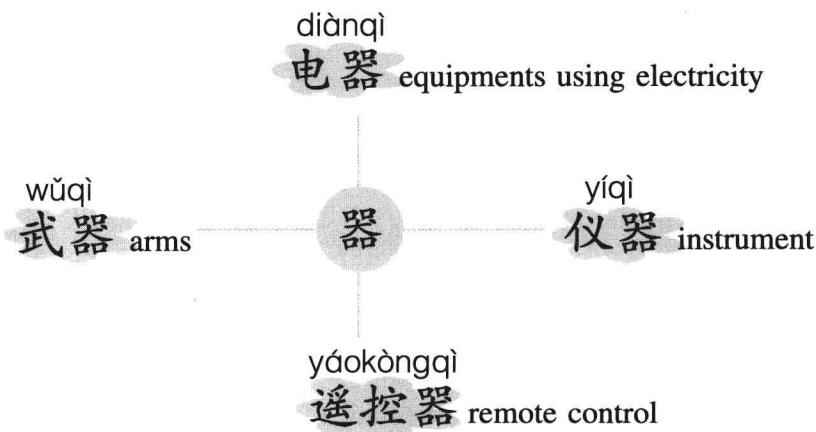 diànqì
电器 equipments using electricity
wǔqì
武器 arms
器
yíqì
仪器 instrument
yáokòngqì
遥控器 remote control